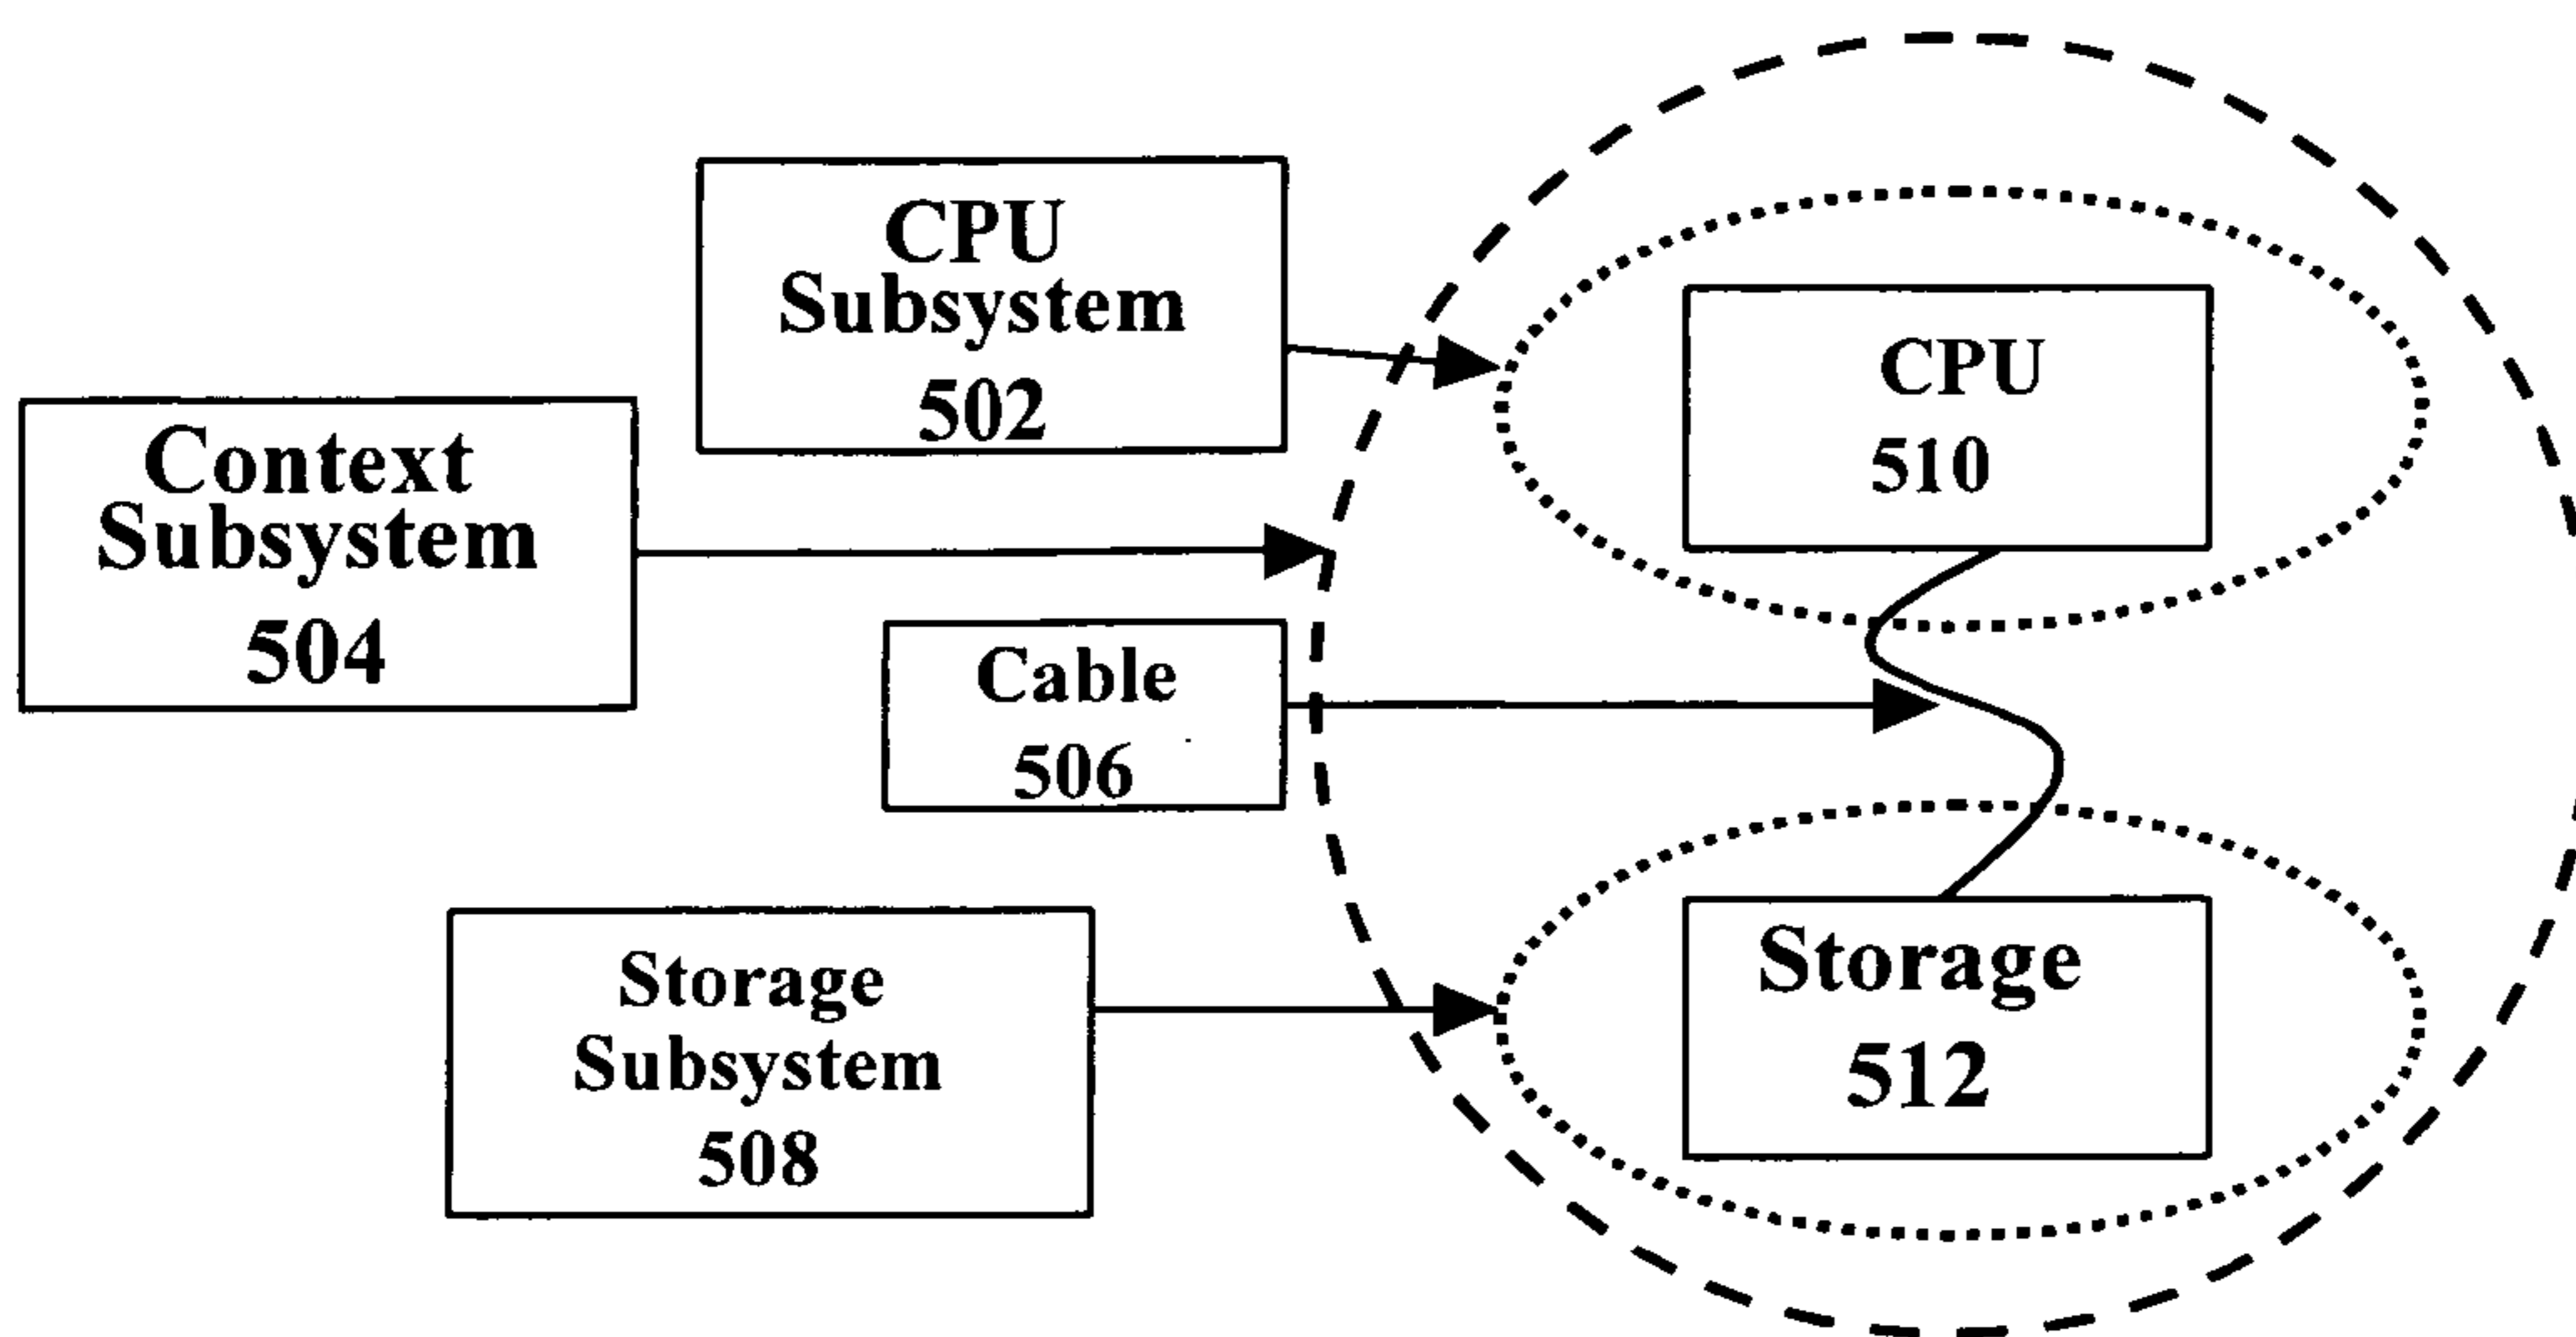 CPU
Subsystem
502
Context
Subsystem
504
Cable
506
Storage
Subsystem
508
CPU
510
Storage
512